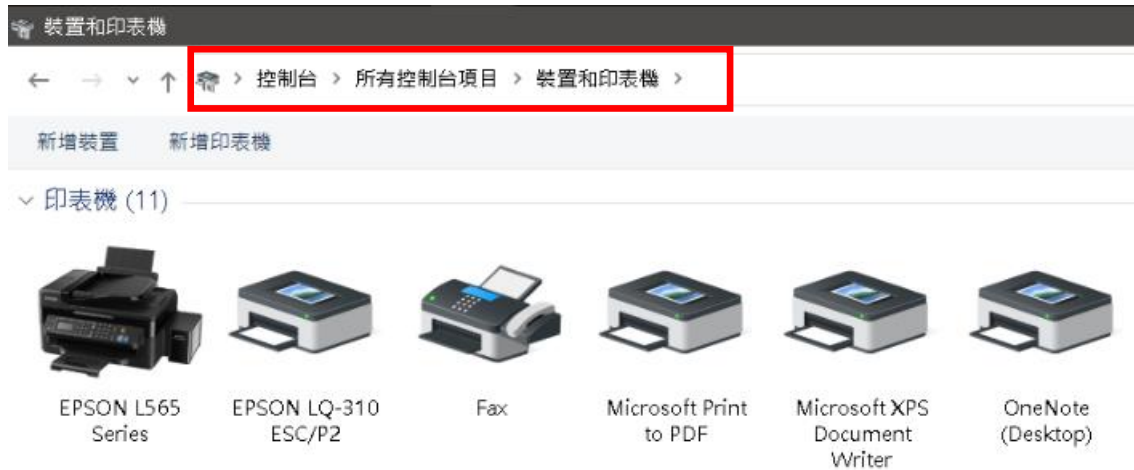 裝置和印表機
控制台 > 所有控制台項目 > 裝置和印表機 >
新增裝置 新增印表機
印表機 (11)
EPSON L565 Series
EPSON LQ-310 ESC/P2
Fax
Microsoft Print to PDF
Microsoft XPS Document Writer
OneNote (Desktop)